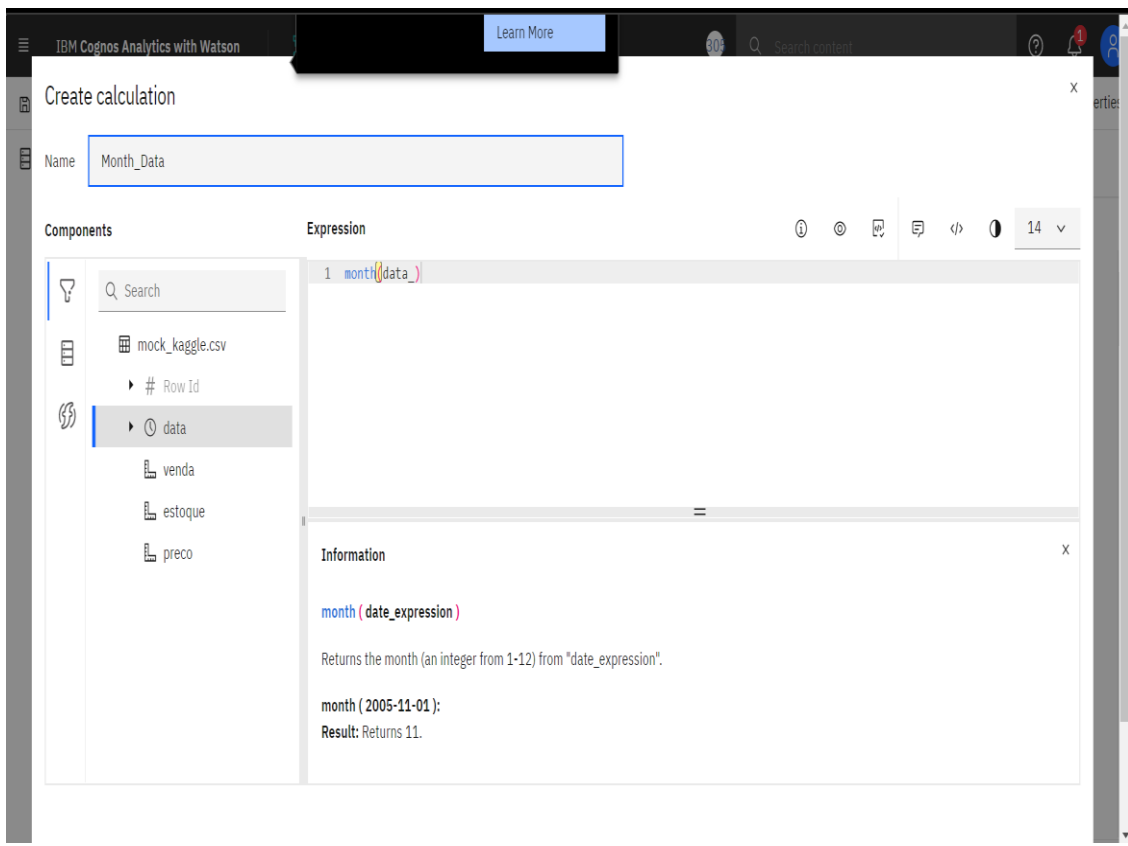 Learn More
IBM Cognos Analytics with Watson
Search content
1
Create calculation
X
Name
Month_Data
Components
Expression
14
1 month(data_)
Search
mock_kaggle.csv
# Row Id
data
venda
estoque
preco
Information
X
month ( date_expression )
Returns the month (an integer from 1-12) from "date_expression".
month ( 2005-11-01 ):
Result: Returns 11.